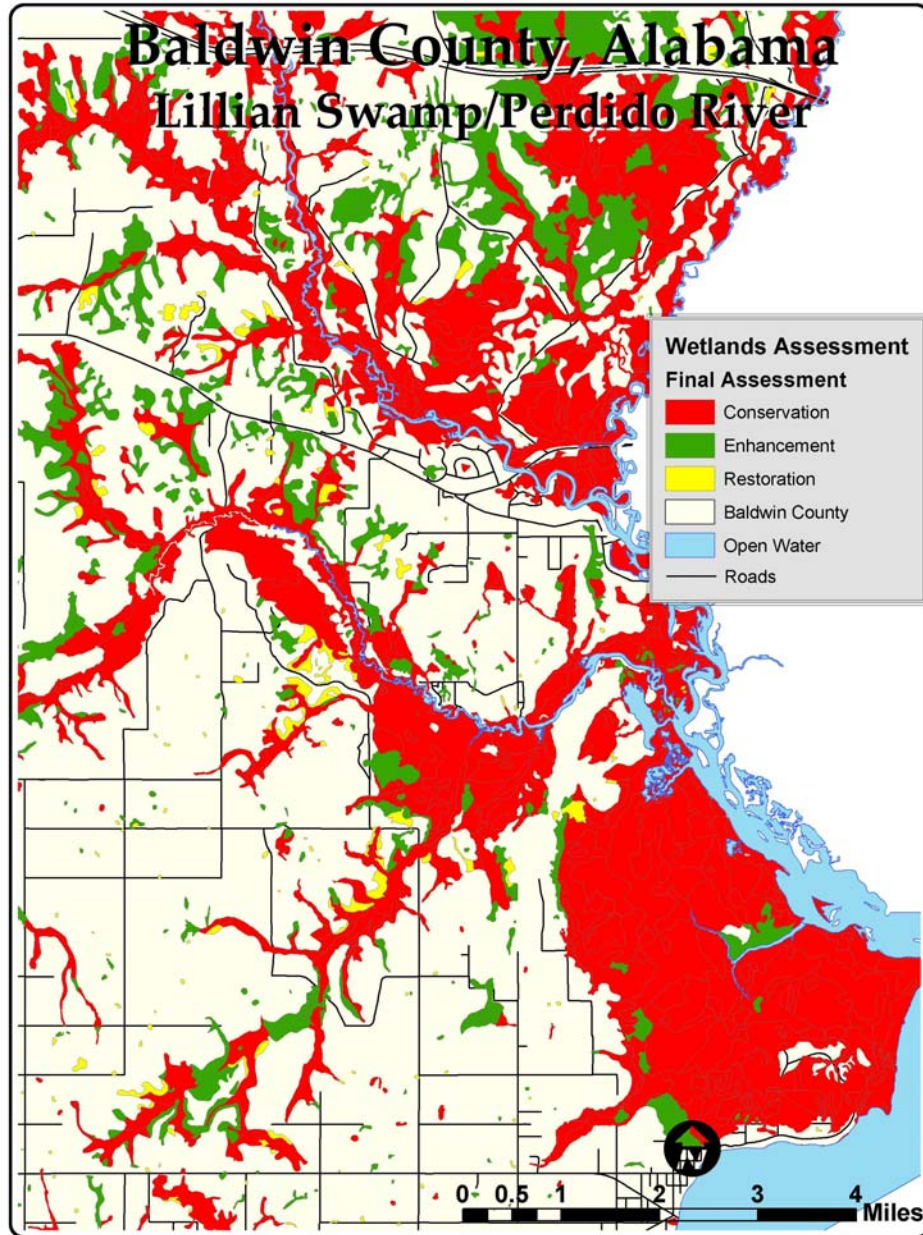 Baldwin County, Alabama
Lillian Swamp/Perdido River
Wetlands Assessment
Final Assessment
Conservation
Enhancement
Restoration
Baldwin County
Open Water
Roads
0 0.5 1 2 3 4
Miles